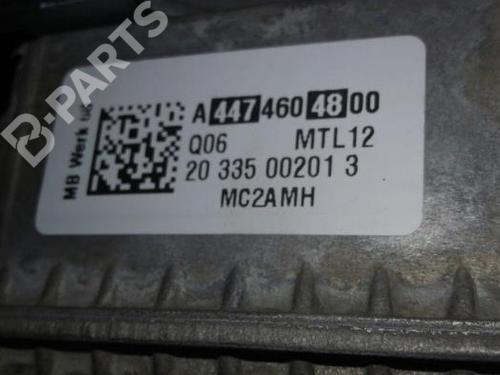 B-PARTS
A 447 460 48 00
Q06 MTL12
20 335 00201 3
MC2AMH
MB Werk